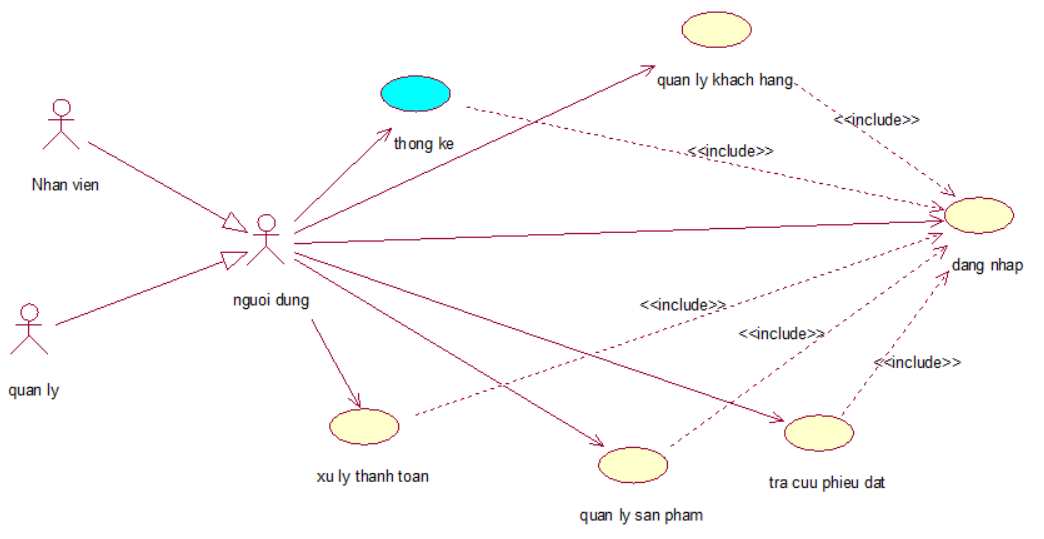 quan ly khach hang
thong ke
<<include>>
<<include>>
Nhan vien
dang nhap
nguoi dung
<<include>>
<<include>>
<<include>>
quan ly
xu ly thanh toan
tra cuu phieu dat
quan ly san pham